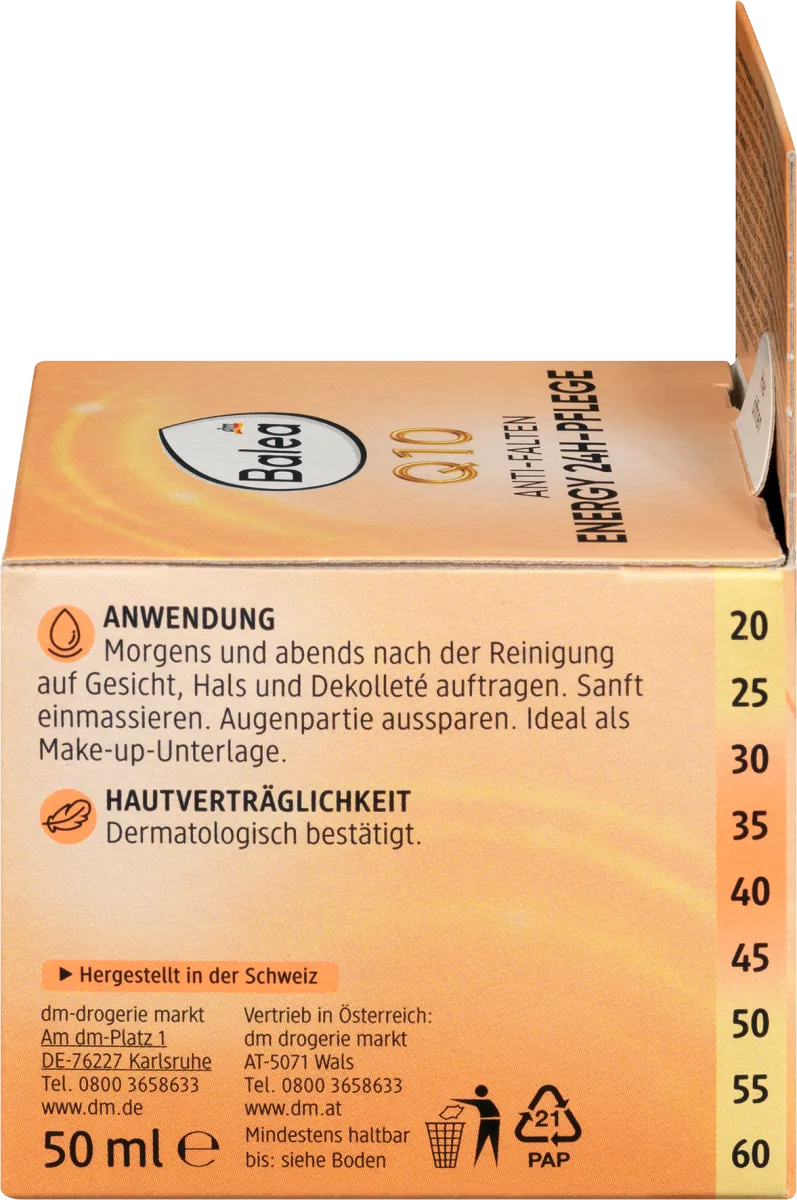 dm
Balea
Q10
ANTI-FALTEN
ENERGY 24H-PFLEGE
ANWENDUNG
Morgens und abends nach der Reinigung
auf Gesicht, Hals und Dekolleté auftragen. Sanft
einmassieren. Augenpartie aussparen. Ideal als
Make-up-Unterlage.
HAUTVERTRÄGLICHKEIT
Dermatologisch bestätigt.
▶ Hergestellt in der Schweiz
dm-drogerie markt
Am dm-Platz 1
DE-76227 Karlsruhe
Tel. 0800 3658633
www.dm.de
50 ml ℮
Vertrieb in Österreich:
dm drogerie markt
AT-5071 Wals
Tel. 0800 3658633
www.dm.at
Mindestens haltbar
bis: siehe Boden
21
PAP
20
25
30
35
40
45
50
55
60